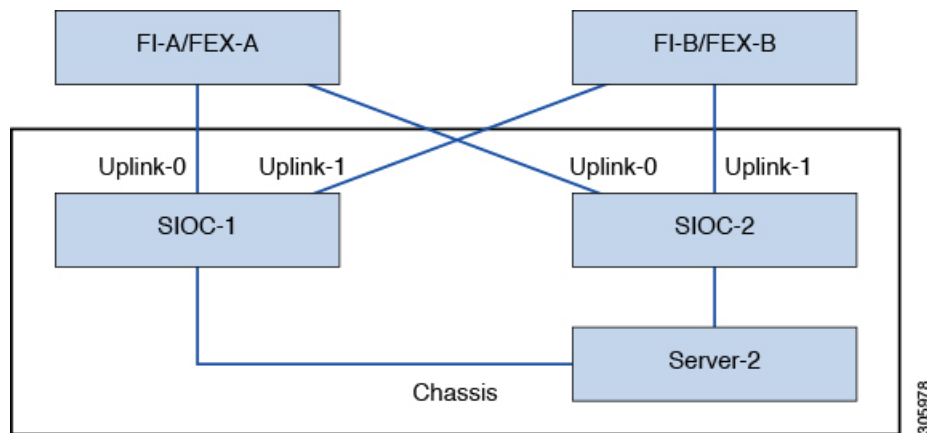 FI-A/FEX-A
FI-B/FEX-B
Uplink-0
Uplink-1
Uplink-0
Uplink-1
SIOC-1
SIOC-2
Server-2
Chassis
305978